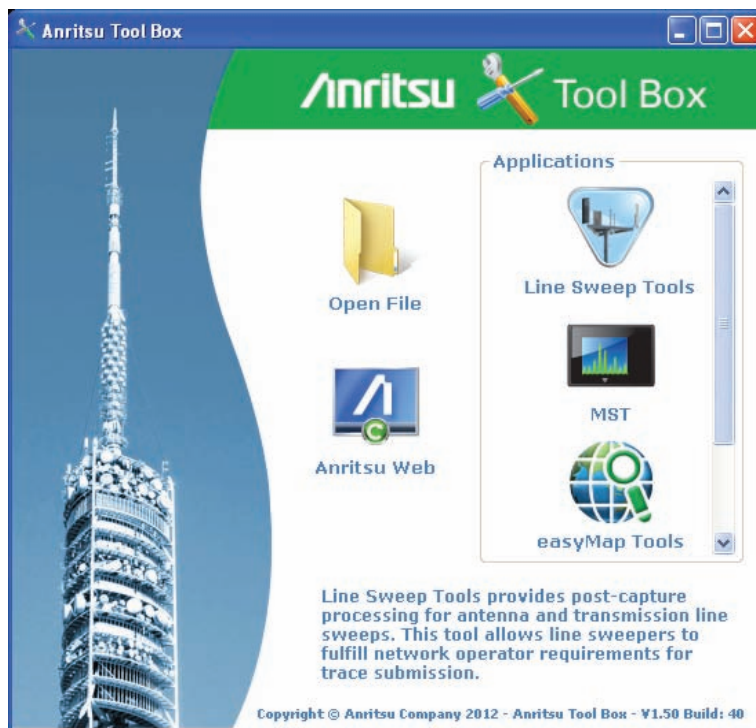 Anritsu Tool Box
Anritsu Tool Box
Applications
Open File
Anritsu Web
Line Sweep Tools
MST
easyMap Tools
Line Sweep Tools provides post-capture
processing for antenna and transmission line
sweeps. This tool allows line sweepers to
fulfill network operator requirements for
trace submission.
Copyright © Anritsu Company 2012 - Anritsu Tool Box - V1.50 Build: 40